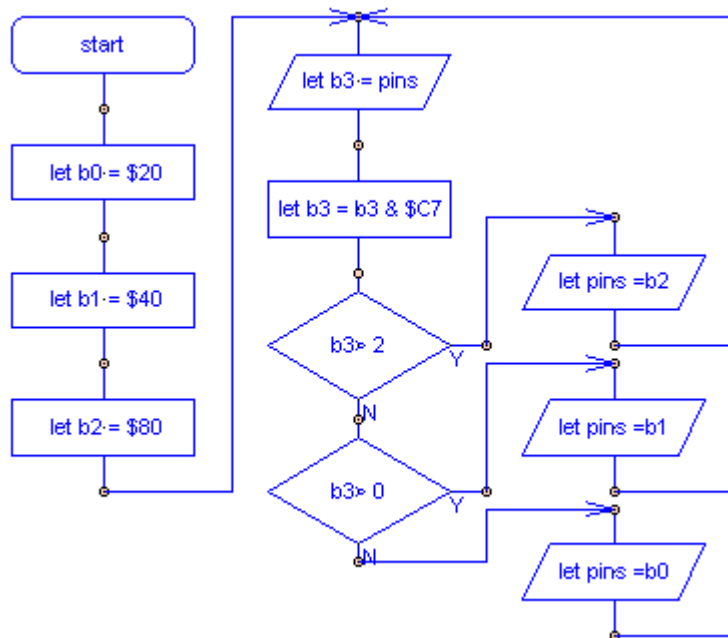 start
let b0 = $20
let b1 = $40
let b2 = $80
let b3 = pins
let b3 = b3 & $C7
b3> 2
Y
N
b3> 0
Y
N
let pins =b2
let pins =b1
let pins =b0